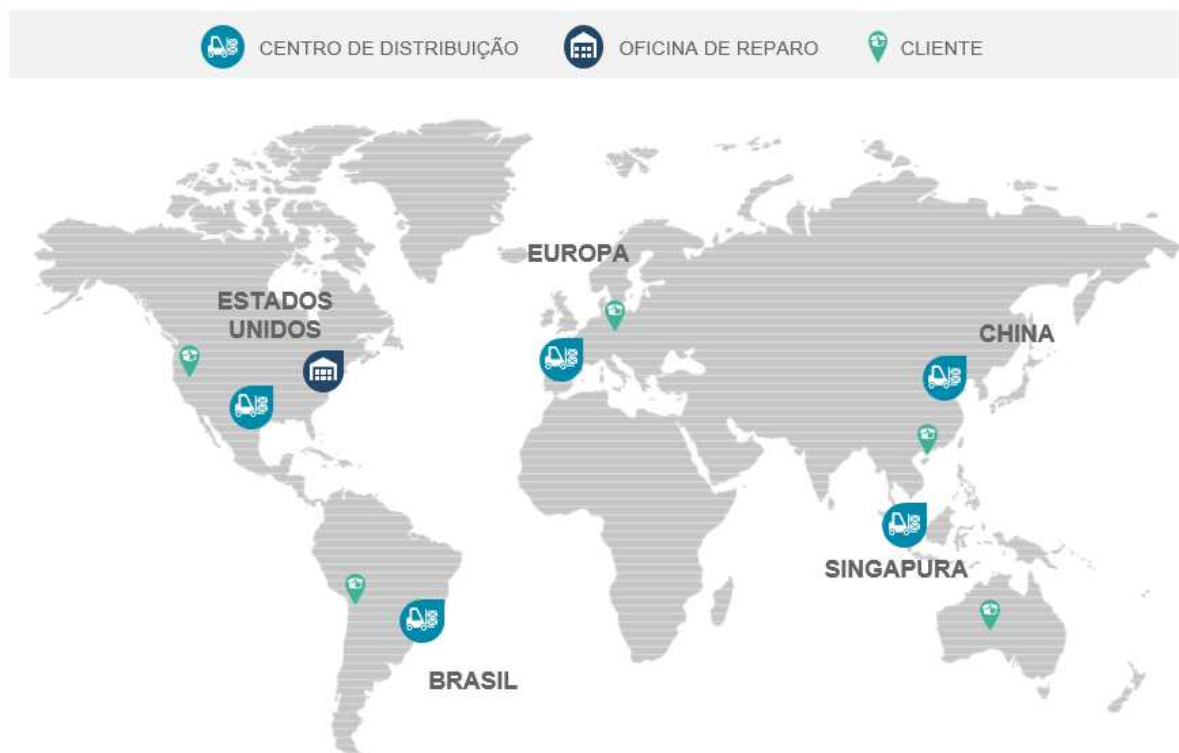 CENTRO DE DISTRIBUIÇÃO
OFICINA DE REPARO
CLIENTE
EUROPA
ESTADOS
UNIDOS
CHINA
SINGAPURA
BRASIL